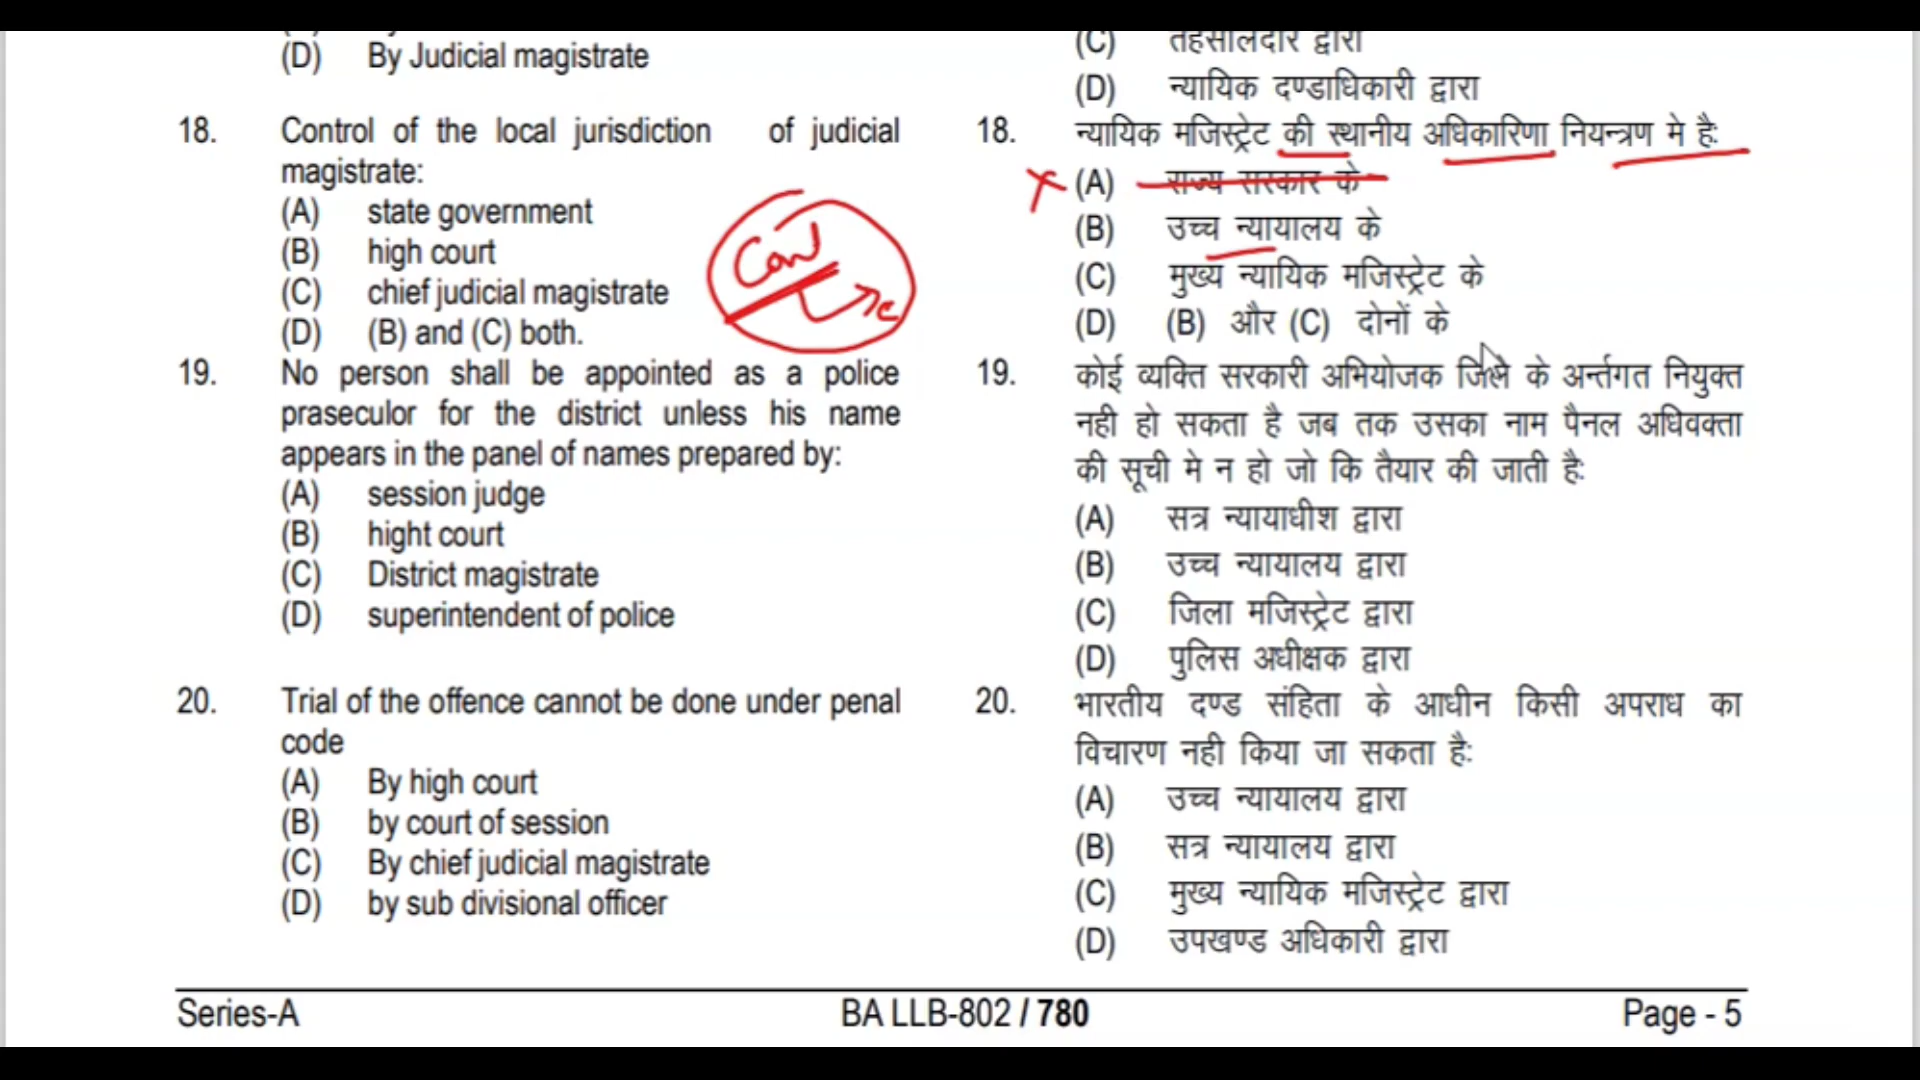 (D) By Judicial magistrate
18. Control of the local jurisdiction of judicial
magistrate:
(A) state government
(B) high court
(C) chief judicial magistrate
(D) (B) and (C) both.
19. No person shall be appointed as a police
praseculor for the district unless his name
appears in the panel of names prepared by:
(A) session judge
(B) hight court
(C) District magistrate
(D) superintendent of police
20. Trial of the offence cannot be done under penal
code
(A) By high court
(B) by court of session
(C) By chief judicial magistrate
(D) by sub divisional officer
(C) तहसीलदार द्वारा
(D) न्यायिक दण्डाधिकारी द्वारा
18. न्यायिक मजिस्ट्रेट की स्थानीय अधिकारिणा नियन्त्रण मे है:
(A) राज्य सरकार के
(B) उच्च न्यायालय के
(C) मुख्य न्यायिक मजिस्ट्रेट के
(D) (B) और (C) दोनों के
19. कोई व्यक्ति सरकारी अभियोजक जिले के अर्न्तगत नियुक्त
नही हो सकता है जब तक उसका नाम पैनल अधिवक्ता
की सूची मे न हो जो कि तैयार की जाती है:
(A) सत्र न्यायाधीश द्वारा
(B) उच्च न्यायालय द्वारा
(C) जिला मजिस्ट्रेट द्वारा
(D) पुलिस अधीक्षक द्वारा
20. भारतीय दण्ड संहिता के आधीन किसी अपराध का
विचारण नही किया जा सकता है:
(A) उच्च न्यायालय द्वारा
(B) सत्र न्यायालय द्वारा
(C) मुख्य न्यायिक मजिस्ट्रेट द्वारा
(D) उपखण्ड अधिकारी द्वारा
Series-A BA LLB-802 / 780 Page - 5